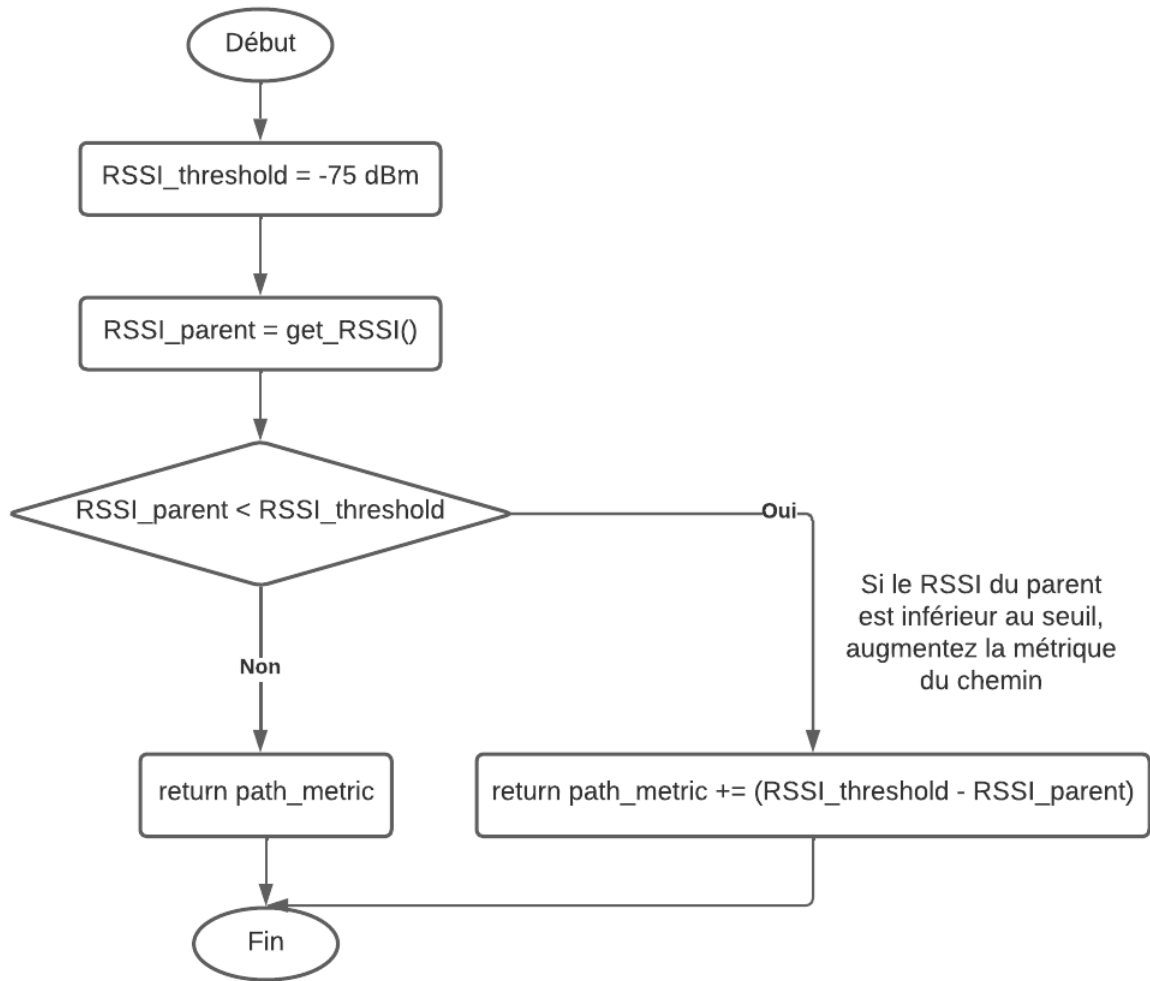 Début
RSSI_threshold = -75 dBm
RSSI_parent = get_RSSI()
RSSI_parent < RSSI_threshold
Oui
Si le RSSI du parent
est inférieur au seuil,
augmentez la métrique
du chemin
Non
return path_metric
return path_metric += (RSSI_threshold - RSSI_parent)
Fin